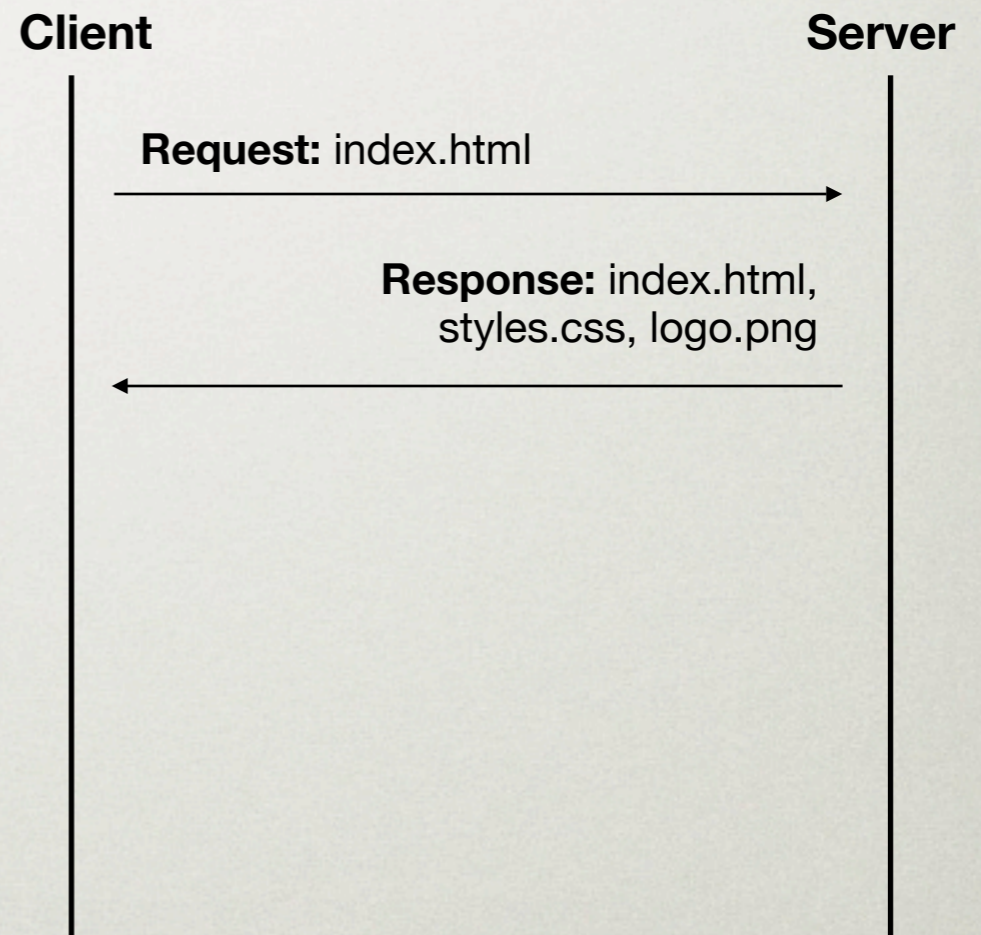 Client
Server
Request: index.html
Response: index.html,
styles.css, logo.png